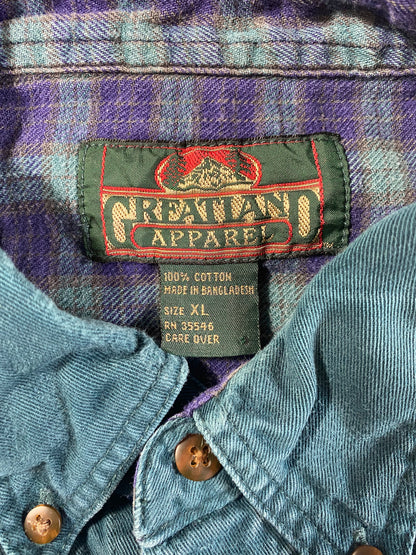 GREATLAND
APPAREL
100% COTTON
MADE IN BANGLADESH
SIZE XL
RN 35546
CARE OVER